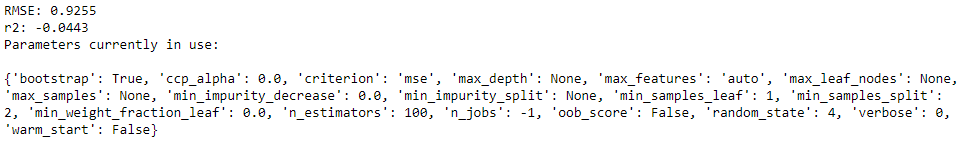 RMSE: 0.9255
r2: -0.0443
Parameters currently in use:
{'bootstrap': True, 'ccp_alpha': 0.0, 'criterion': 'mse', 'max_depth': None, 'max_features': 'auto', 'max_leaf_nodes': None,
'max_samples': None, 'min_impurity_decrease': 0.0, 'min_impurity_split': None, 'min_samples_leaf': 1, 'min_samples_split':
2, 'min_weight_fraction_leaf': 0.0, 'n_estimators': 100, 'n_jobs': -1, 'oob_score': False, 'random_state': 4, 'verbose': 0,
'warm_start': False}